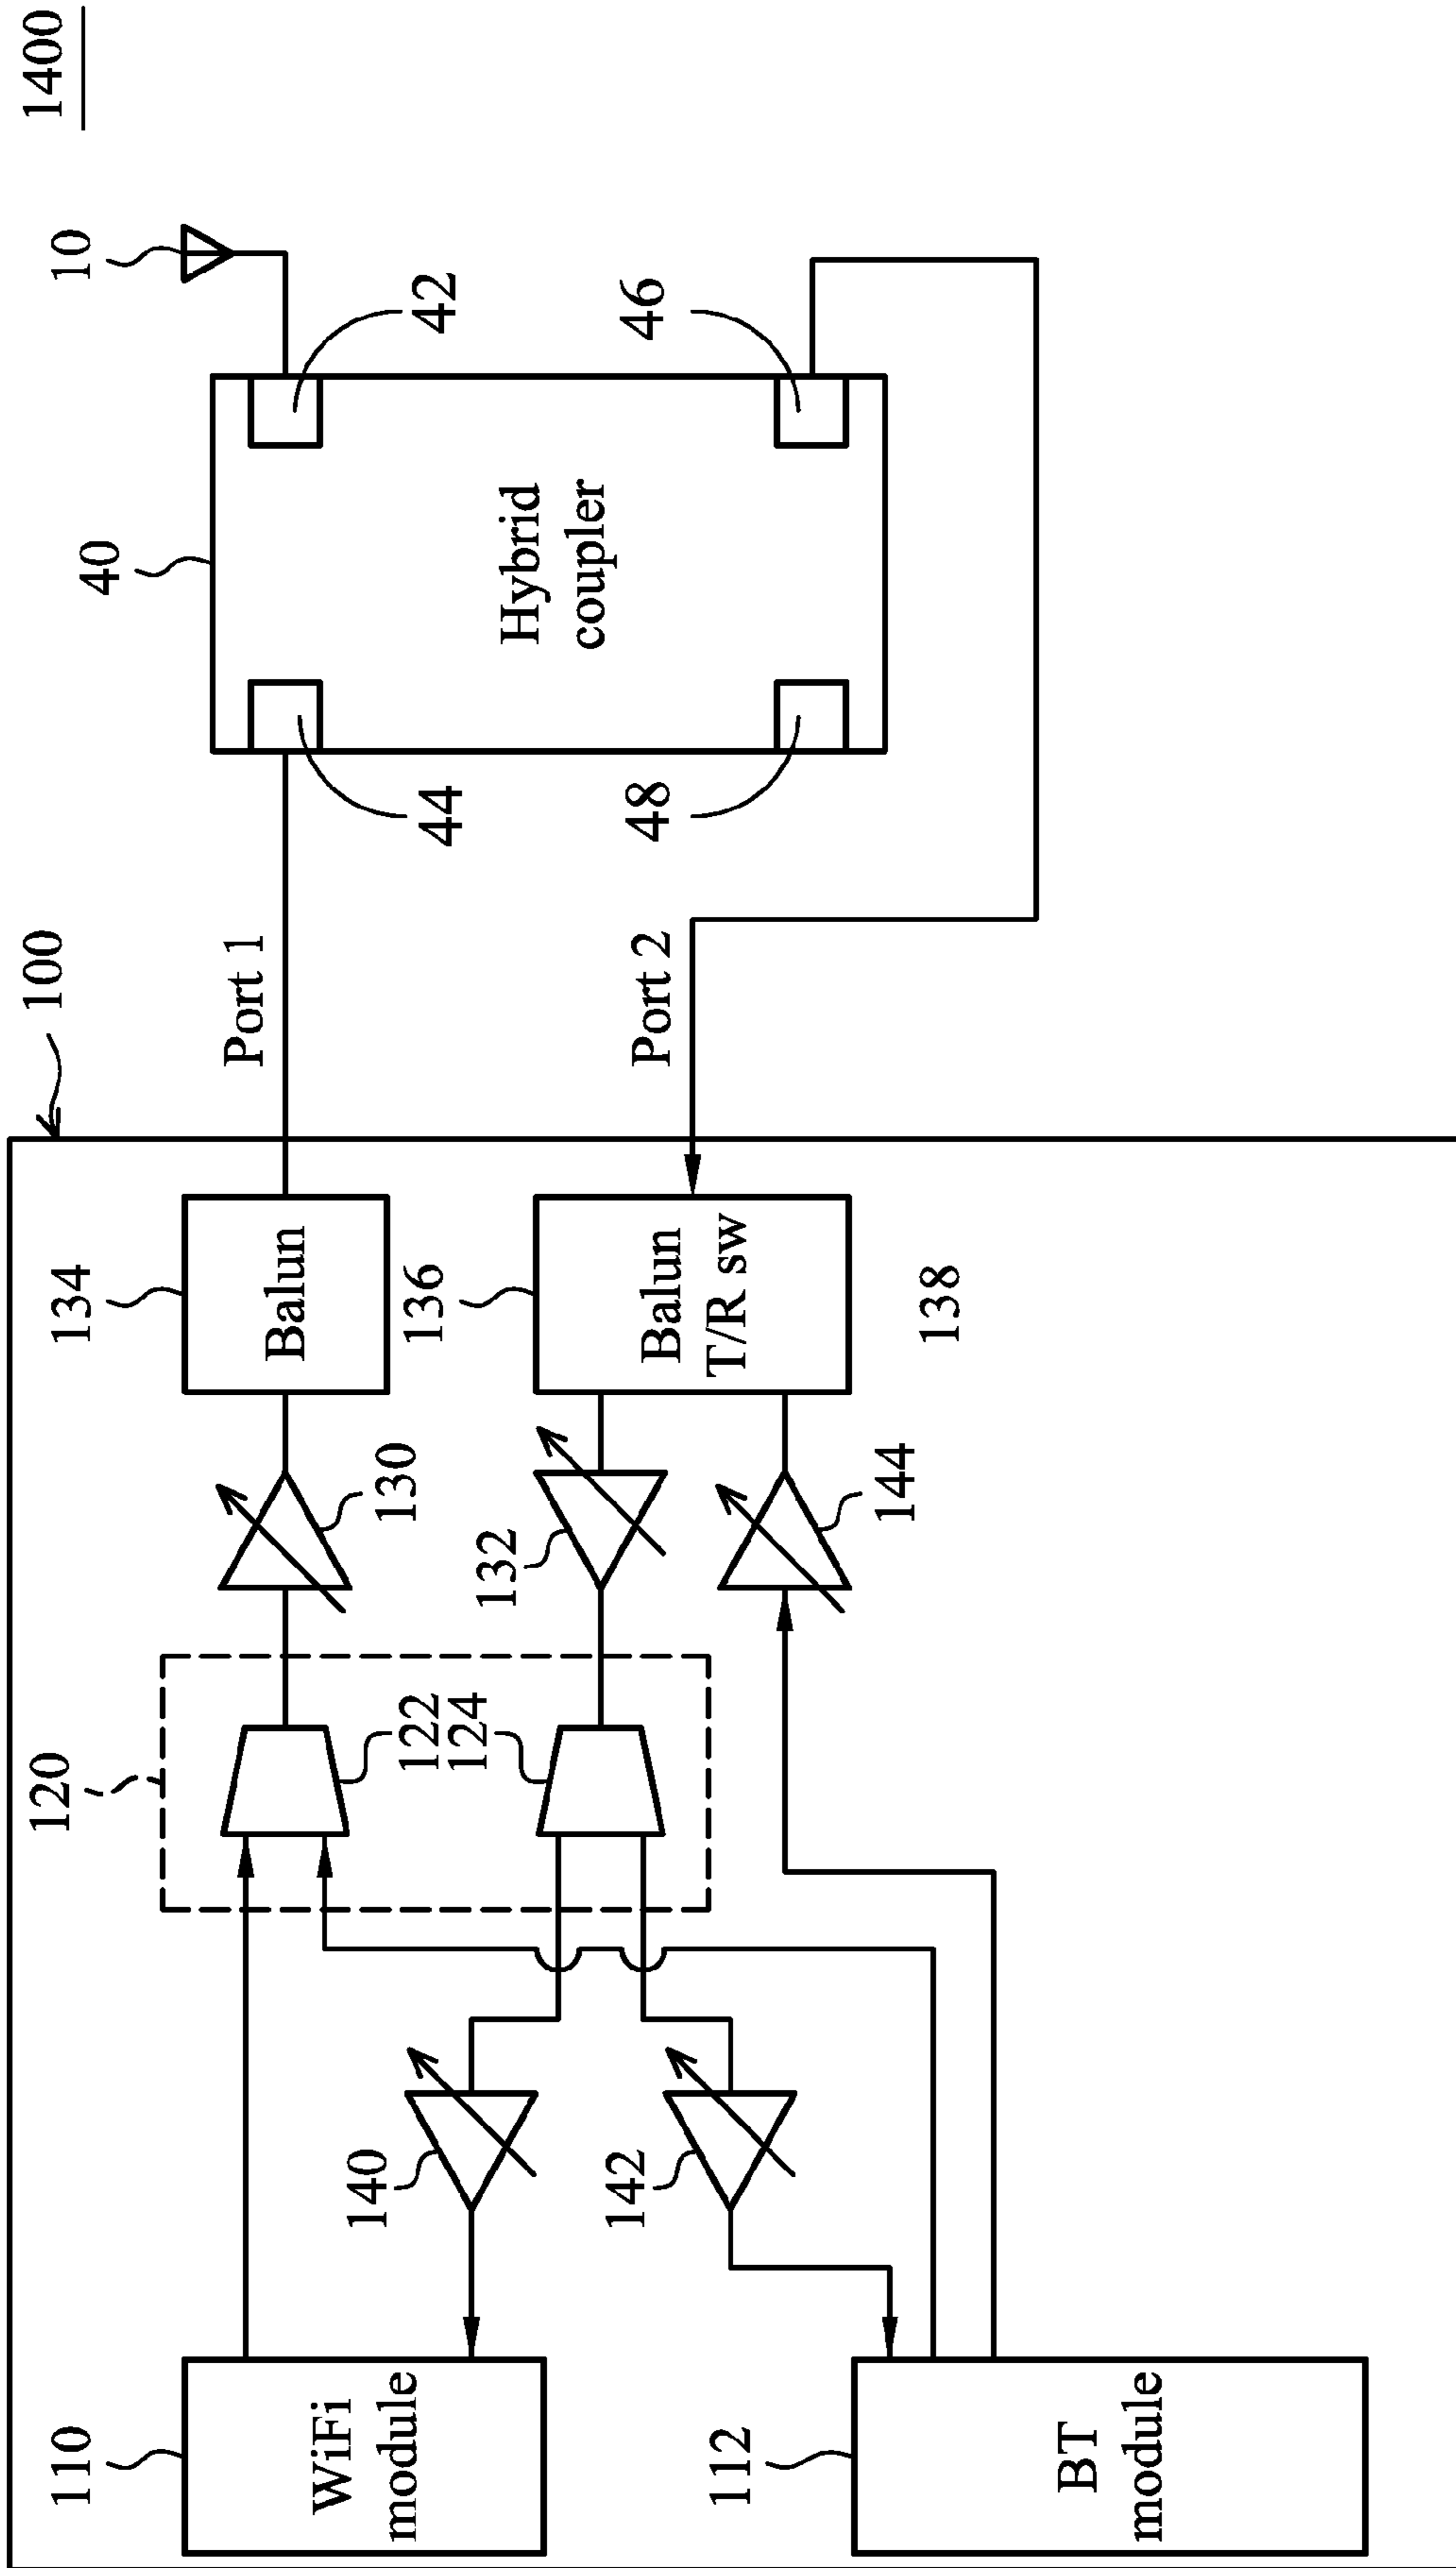 1400
100
10
40
42
44
46
48
Hybrid
coupler
Port 1
Port 2
134
Balun
136
Balun
T/R sw
138
130
132
144
120
122
124
140
142
110
WiFi
module
112
BT
module